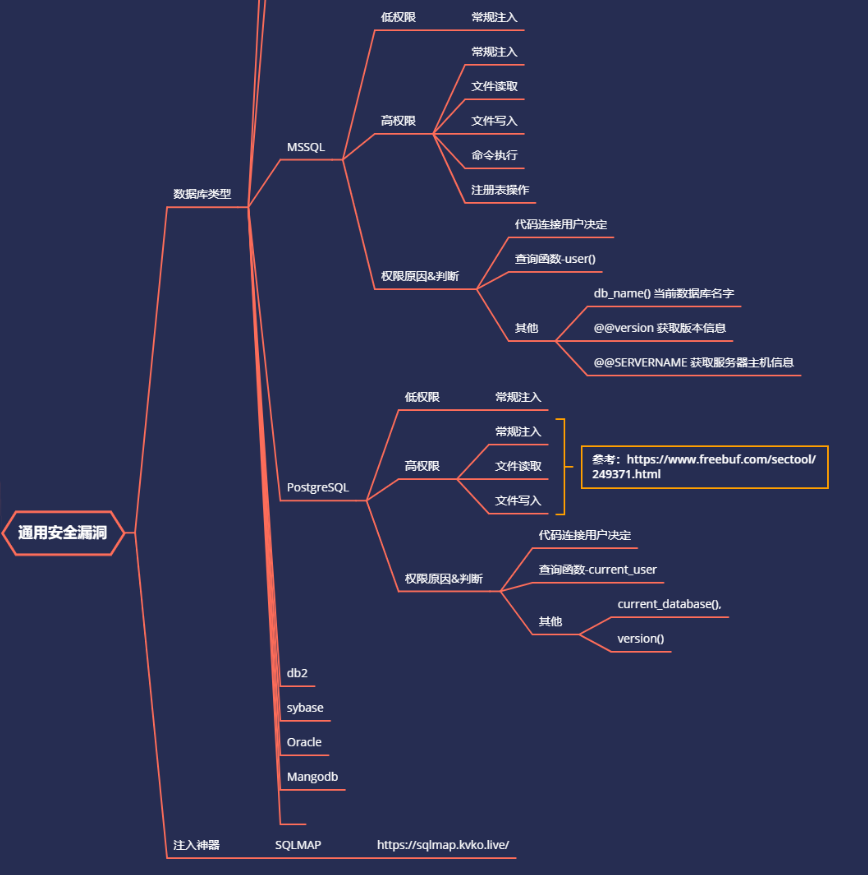 通用安全漏洞
数据库类型
MSSQL
低权限
常规注入
高权限
常规注入
文件读取
文件写入
命令执行
注册表操作
权限原因&判断
代码连接用户决定
查询函数-user()
其他
db_name() 当前数据库名字
@@version 获取版本信息
@@SERVERNAME 获取服务器主机信息
PostgreSQL
低权限
常规注入
高权限
常规注入
文件读取
文件写入
参考：https://www.freebuf.com/sectool/
249371.html
权限原因&判断
代码连接用户决定
查询函数-current_user
其他
current_database(),
version()
db2
sybase
Oracle
Mangodb
注入神器
SQLMAP
https://sqlmap.kvko.live/